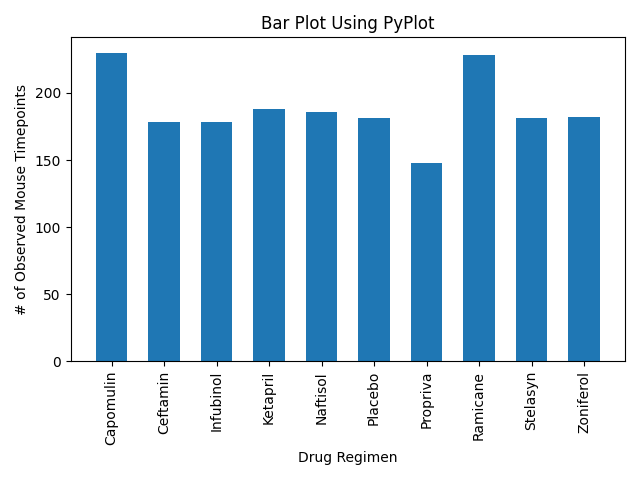 Bar Plot Using PyPlot
# of Observed Mouse Timepoints
200
150
100
50
0
Capomulin
Ceftamin
Infubinol
Ketapril
Naftisol
Placebo
Propriva
Ramicane
Stelasyn
Zoniferol
Drug Regimen